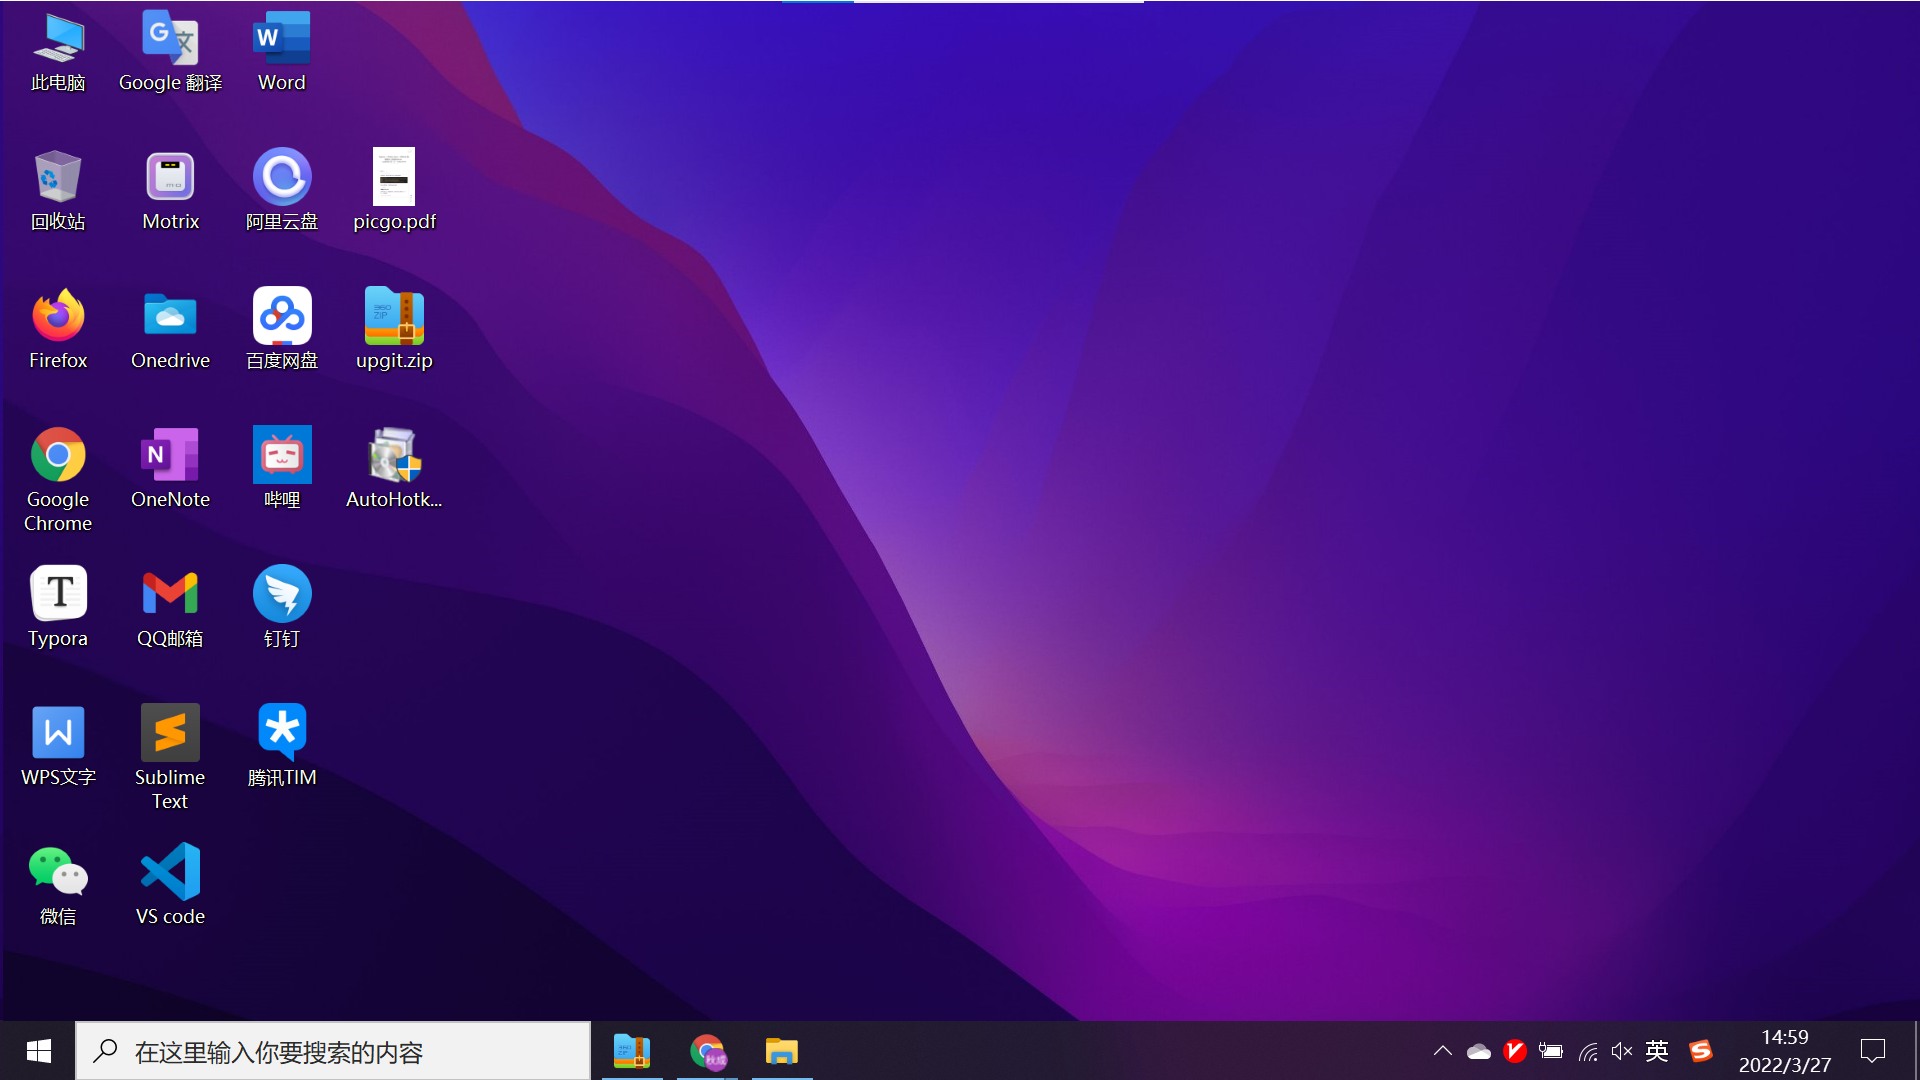 此电脑
Google 翻译
Word
回收站
Motrix
阿里云盘
picgo.pdf
Firefox
Onedrive
百度网盘
upgit.zip
Google
Chrome
OneNote
哔哩
AutoHotk...
Typora
QQ邮箱
钉钉
WPS文字
Sublime
Text
腾讯TIM
微信
VS code
在这里输入你要搜索的内容
英
14:59
2022/3/27